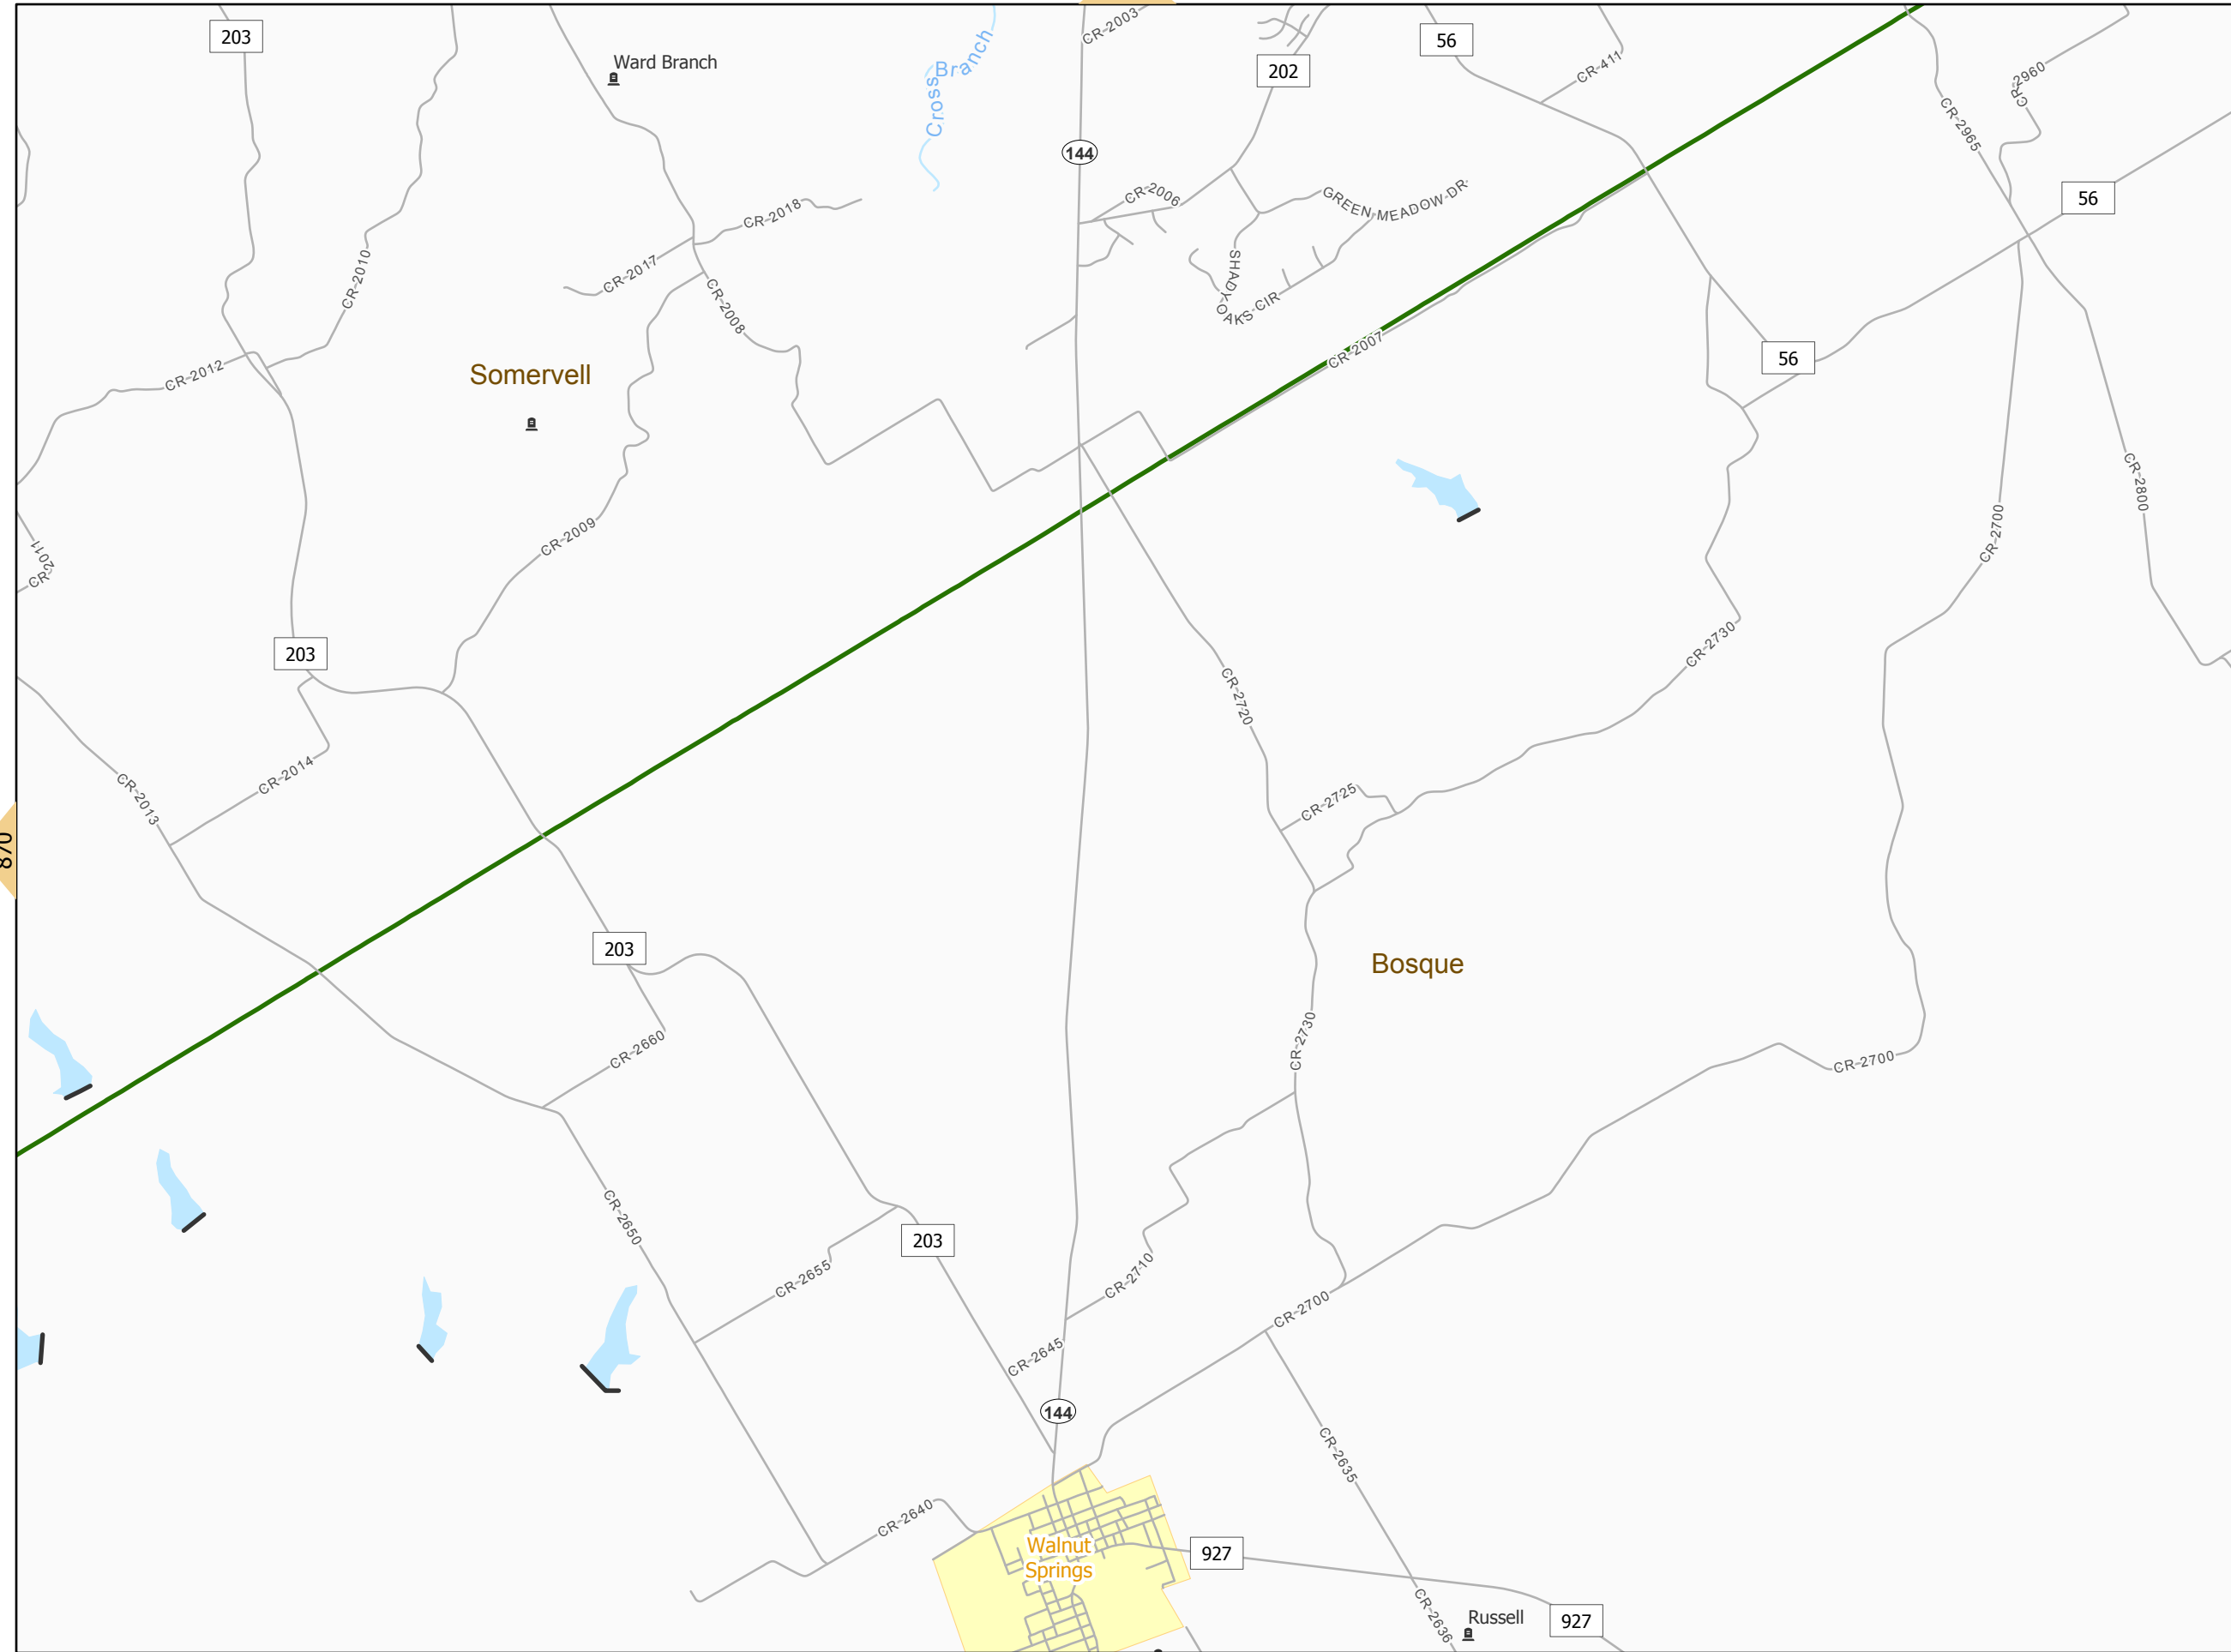 203
Ward Branch
Cross Branch
CR-2003
202
56
CR-411
CR-2960
CR-2965
56
144
CR-2006
GREEN MEADOW DR
SHADY OAKS CIR
CR-2018
CR-2017
CR-2010
CR-2008
CR-2007
56
CR-2012
Somervell
CR-2800
CR-2700
CR-2009
CR-2011
203
CR-2730
CR-2720
CR-2014
CR-2013
CR-2725
870
203
Bosque
CR-2730
CR-2660
CR-2700
CR-2650
203
CR-2655
CR-2710
CR-2700
CR-2645
144
CR-2635
CR-2640
Walnut
Springs
927
CR-2636
Russell
927